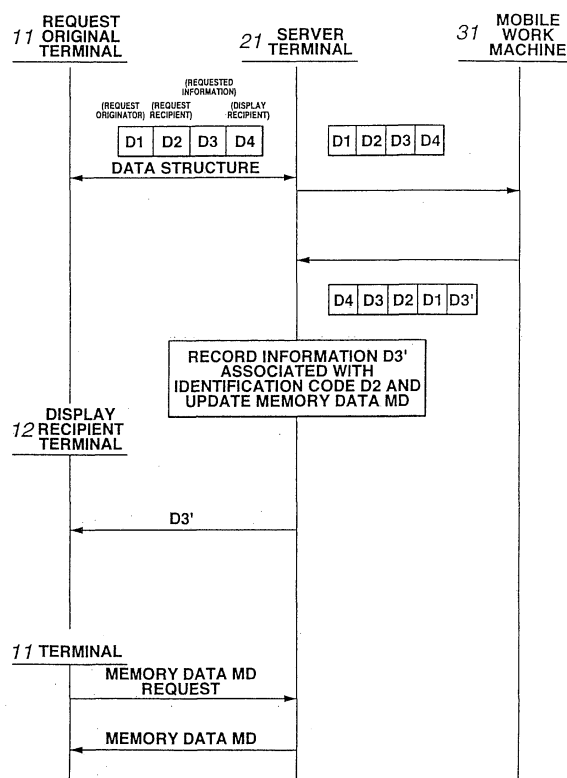 11 REQUEST
ORIGINAL
TERMINAL
21 SERVER
TERMINAL
31 MOBILE
WORK
MACHINE
(REQUESTED
INFORMATION)
(REQUEST
ORIGINATOR)
(REQUEST
RECIPIENT)
(DISPLAY
RECIPIENT)
D1 D2 D3 D4
DATA STRUCTURE
D1 D2 D3 D4
D4 D3 D2 D1 D3'
RECORD INFORMATION D3'
ASSOCIATED WITH
IDENTIFICATION CODE D2 AND
UPDATE MEMORY DATA MD
12 DISPLAY
RECIPIENT
TERMINAL
D3'
11 TERMINAL
MEMORY DATA MD
REQUEST
MEMORY DATA MD